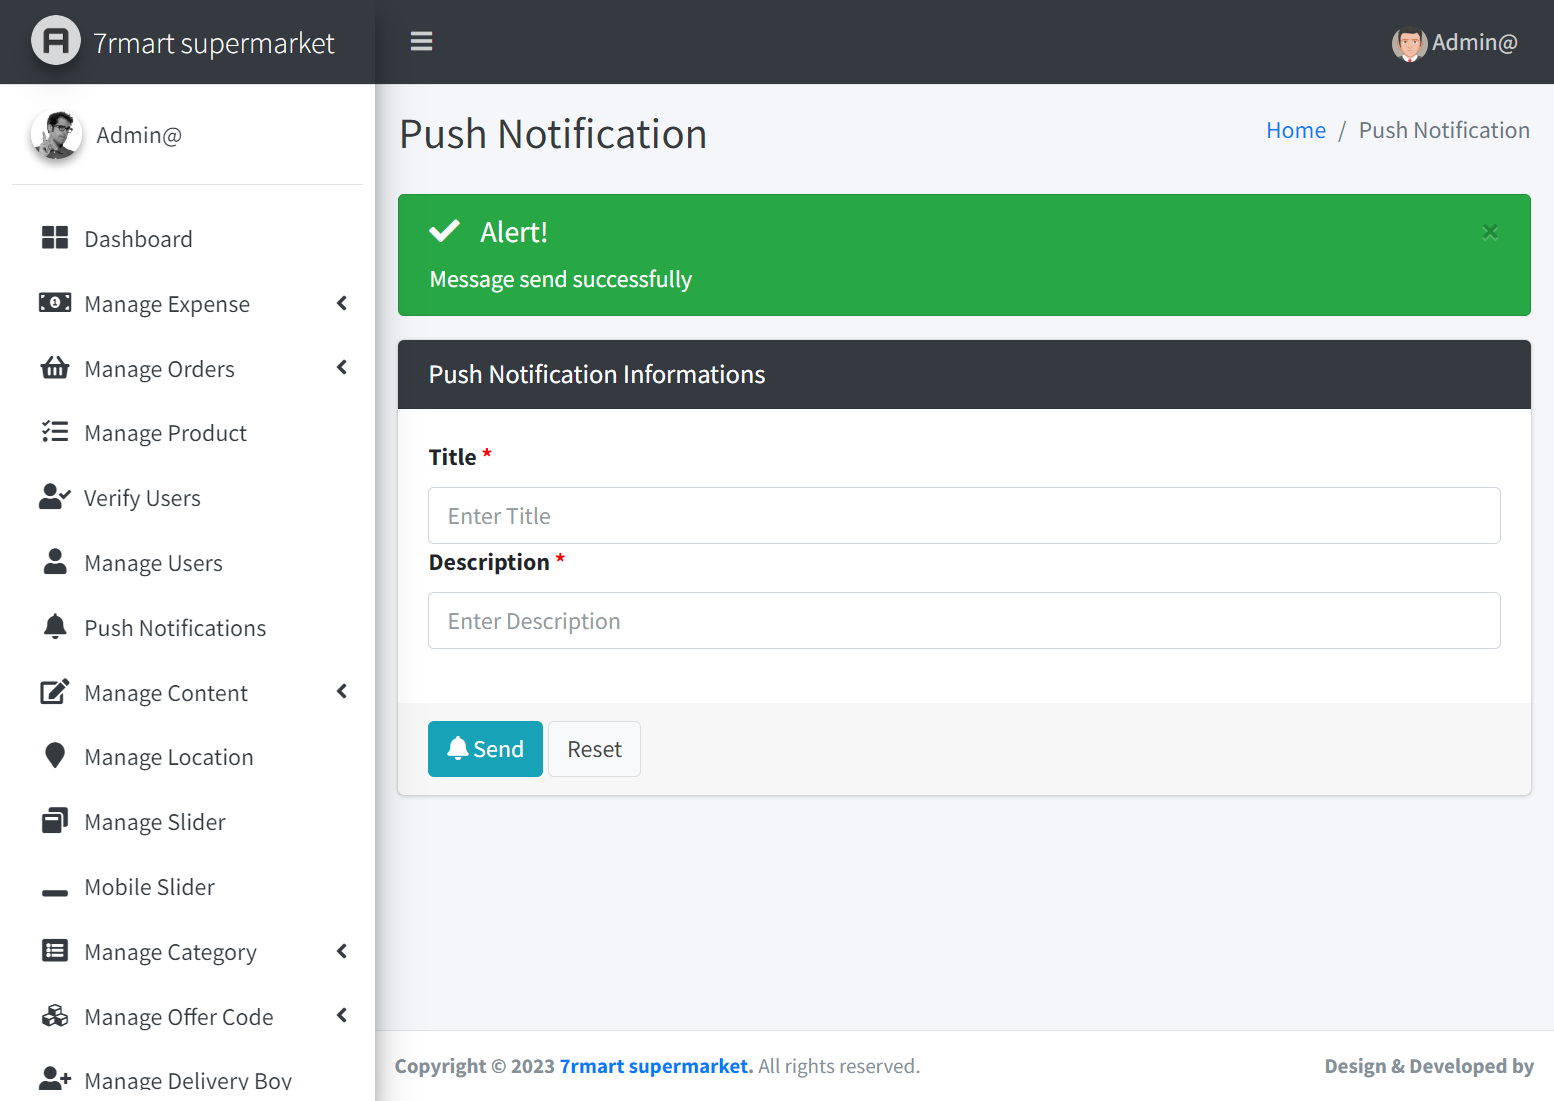 7rmart supermarket
Admin@
Admin@
Dashboard
Manage Expense
Manage Orders
Manage Product
Verify Users
Manage Users
Push Notifications
Manage Content
Manage Location
Manage Slider
Mobile Slider
Manage Category
Manage Offer Code
Manage Delivery Boy
Push Notification
Home / Push Notification
Alert!
×
Message send successfully
Push Notification Informations
Title *
Enter Title
Description *
Enter Description
Send
Reset
Copyright © 2023 7rmart supermarket. All rights reserved.
Design & Developed by